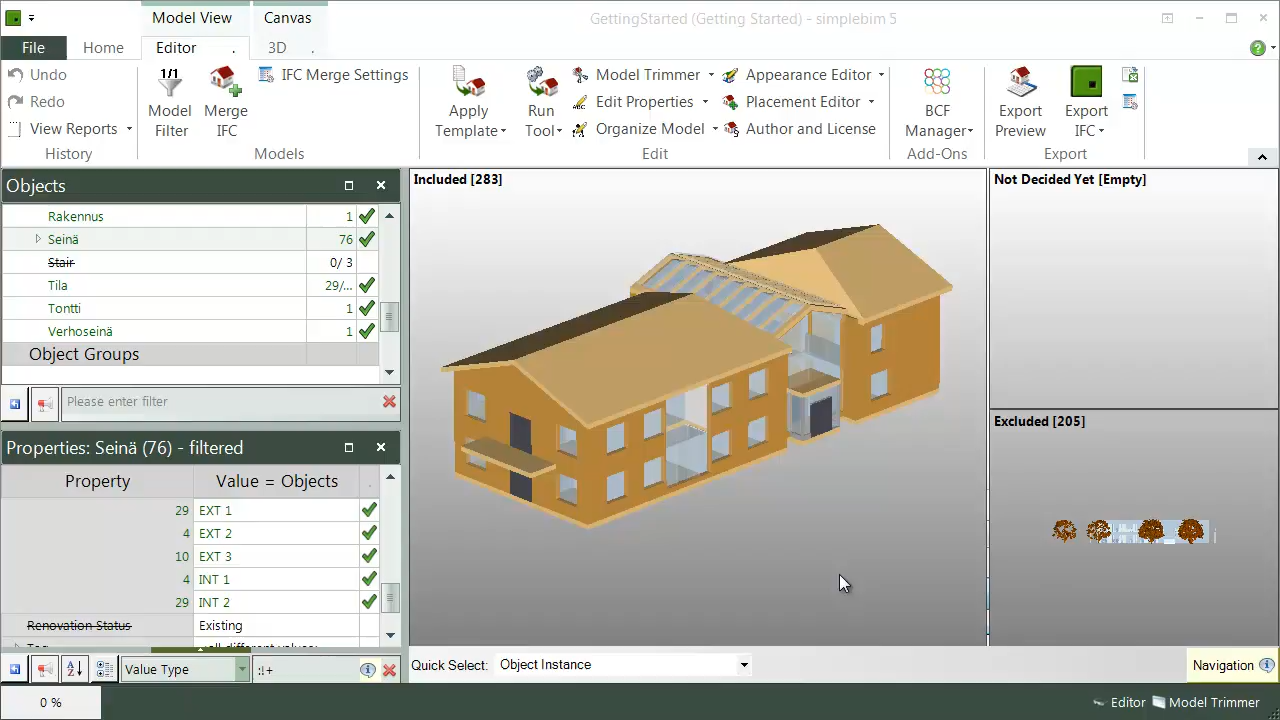 Model View
Canvas
GettingStarted (Getting Started) - simplebim 5
File
Home
Editor
3D
Undo
Redo
View Reports
History
Model Filter
Merge IFC
IFC Merge Settings
Models
Apply Template
Run Tool
Model Trimmer
Edit Properties
Organize Model
Appearance Editor
Placement Editor
Author and License
Edit
BCF Manager
Add-Ons
Export Preview
Export IFC
Export
Objects
Rakennus 1
Seinä 76
Stair 0/ 3
Tila 29/...
Tontti 1
Verhoseinä 1
Object Groups
Please enter filter
Properties: Seinä (76) - filtered
Property Value = Objects
29 EXT 1
4 EXT 2
10 EXT 3
4 INT 1
29 INT 2
Renovation Status Existing
Value Type
:I+
Included [283]
Not Decided Yet [Empty]
Excluded [205]
Quick Select: Object Instance
Navigation
0 %
Editor
Model Trimmer